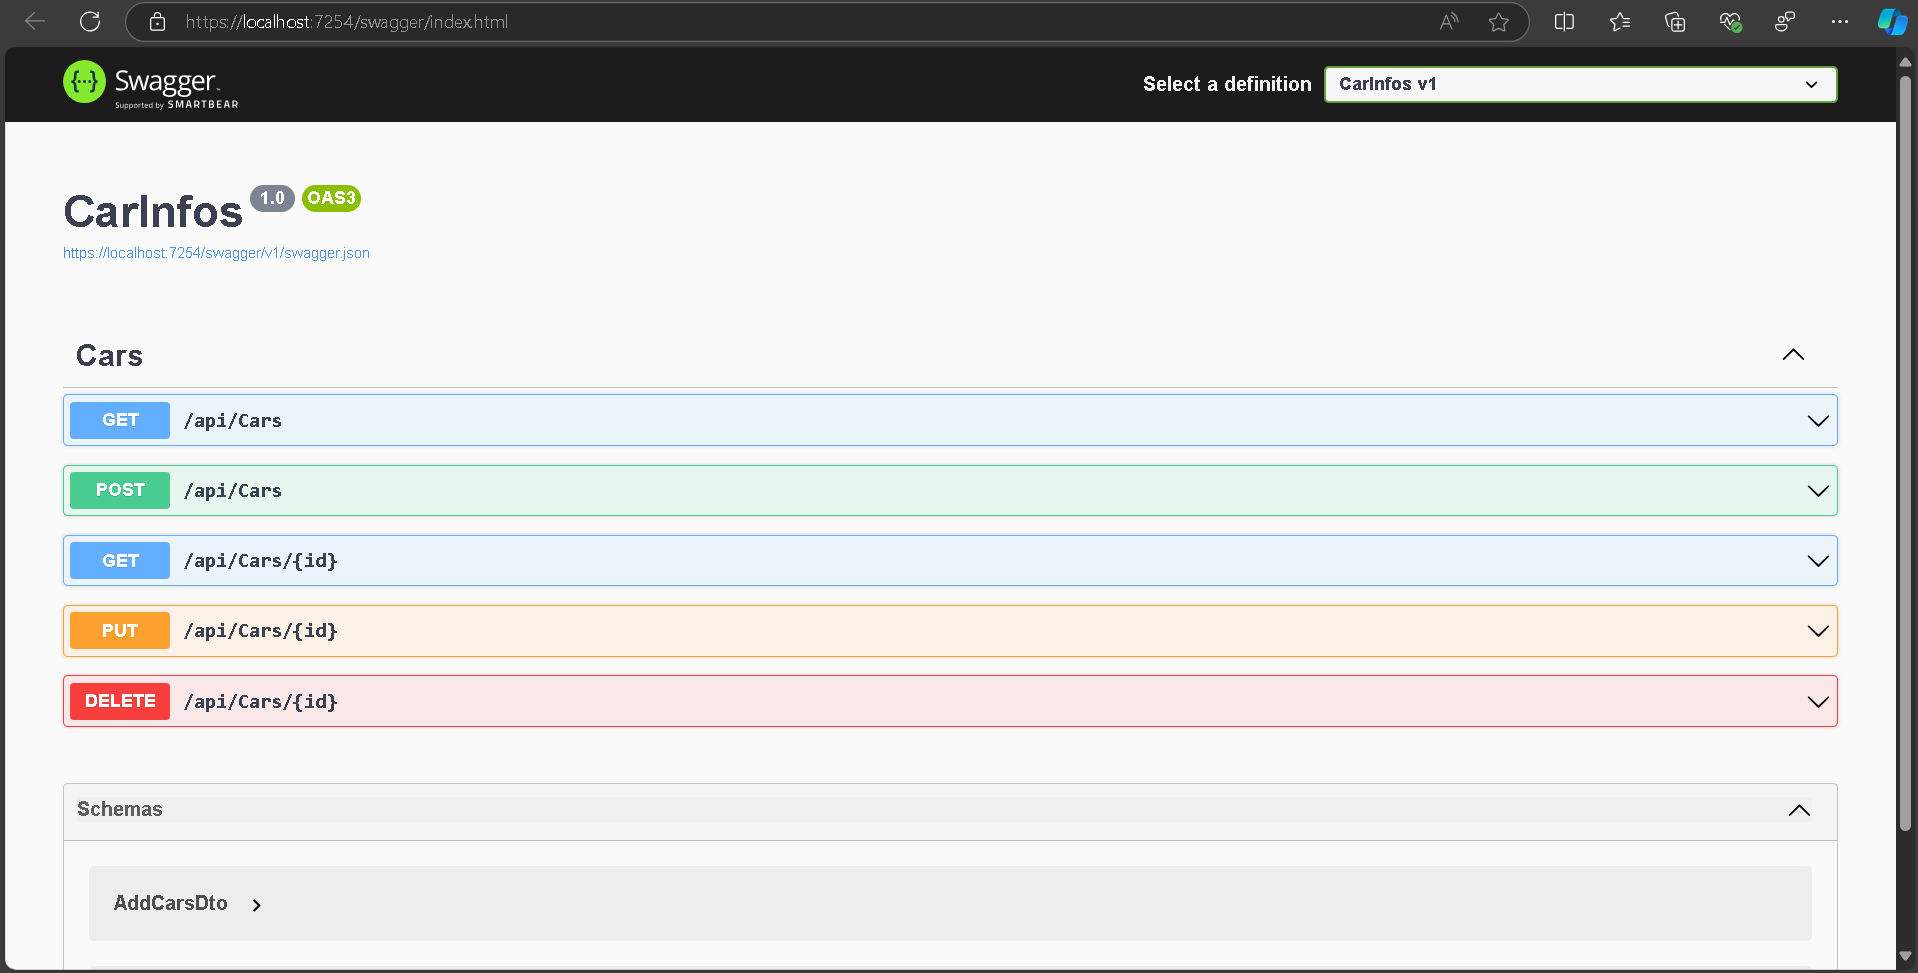 https://localhost:7254/swagger/index.html
Swagger
Supported by SMARTBEAR
Select a definition
CarInfos v1
CarInfos 1.0 OAS3
https://localhost:7254/swagger/v1/swagger.json
Cars
GET /api/Cars
POST /api/Cars
GET /api/Cars/{id}
PUT /api/Cars/{id}
DELETE /api/Cars/{id}
Schemas
AddCarsDto